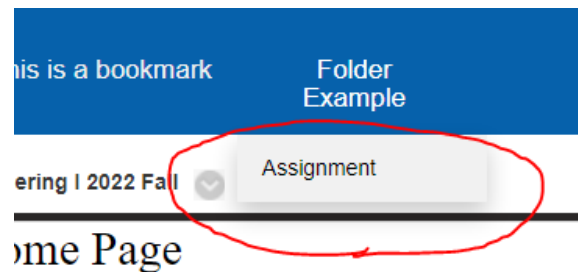 his is a bookmark
Folder
Example
Assignment
ering I 2022 Fall
ome Page